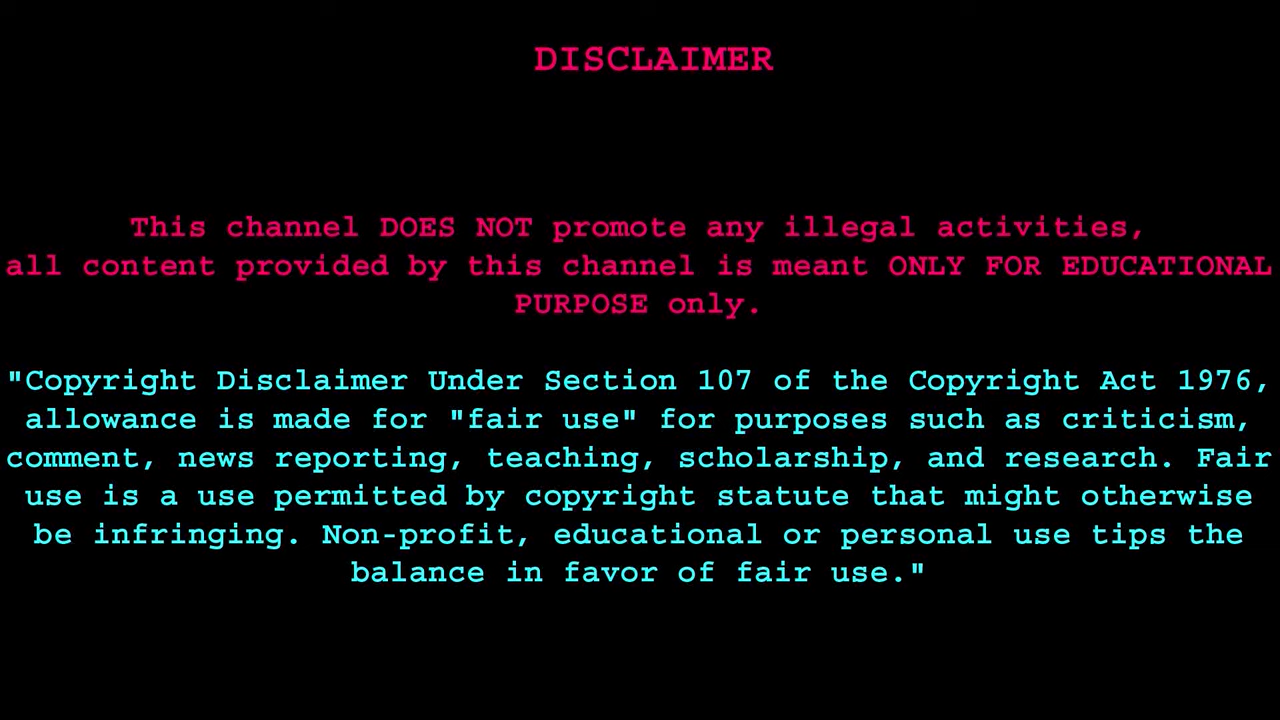 DISCLAIMER
This channel DOES NOT promote any illegal activities,
all content provided by this channel is meant ONLY FOR EDUCATIONAL
PURPOSE only.
"Copyright Disclaimer Under Section 107 of the Copyright Act 1976,
allowance is made for "fair use" for purposes such as criticism,
comment, news reporting, teaching, scholarship, and research. Fair
use is a use permitted by copyright statute that might otherwise
be infringing. Non-profit, educational or personal use tips the
balance in favor of fair use."